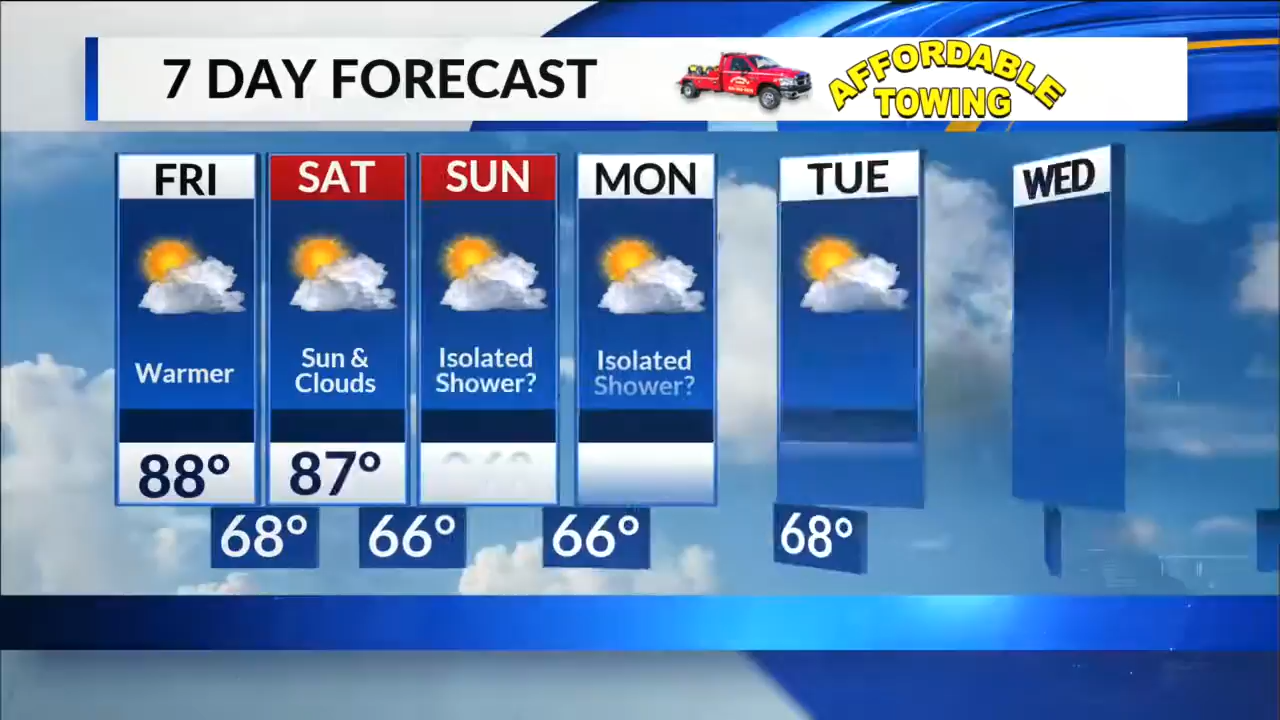 7 DAY FORECAST
AFFORDABLE
TOWING
FRI
SAT
SUN
MON
TUE
WED
Warmer
Sun &
Clouds
Isolated
Shower?
Isolated
Shower?
88°
87°
68°
66°
66°
68°